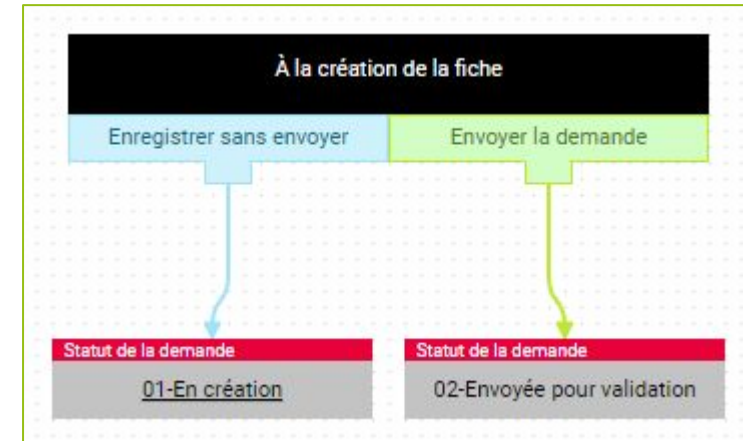 À la création de la fiche
Enregistrer sans envoyer
Envoyer la demande
Statut de la demande
01-En création
Statut de la demande
02-Envoyée pour validation